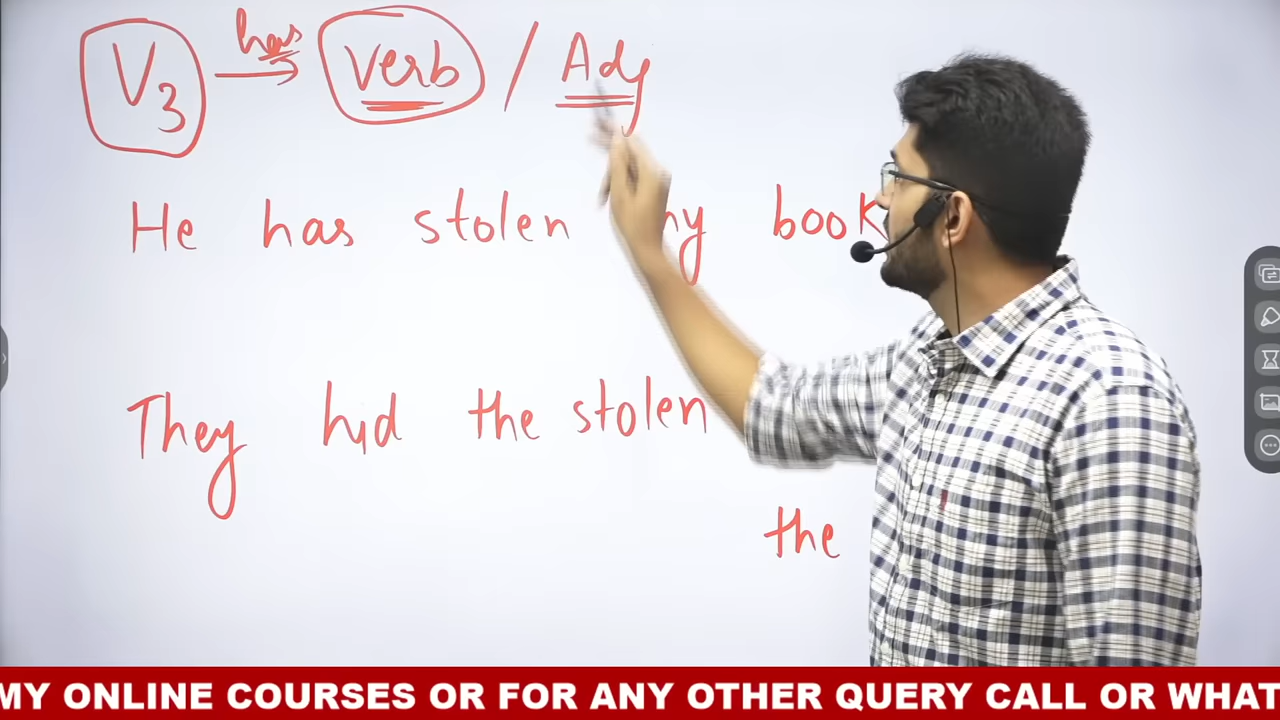 V3 has verb / Adj
He has stolen my book
They hid the stolen
the
MY ONLINE COURSES OR FOR ANY OTHER QUERY CALL OR WHAT